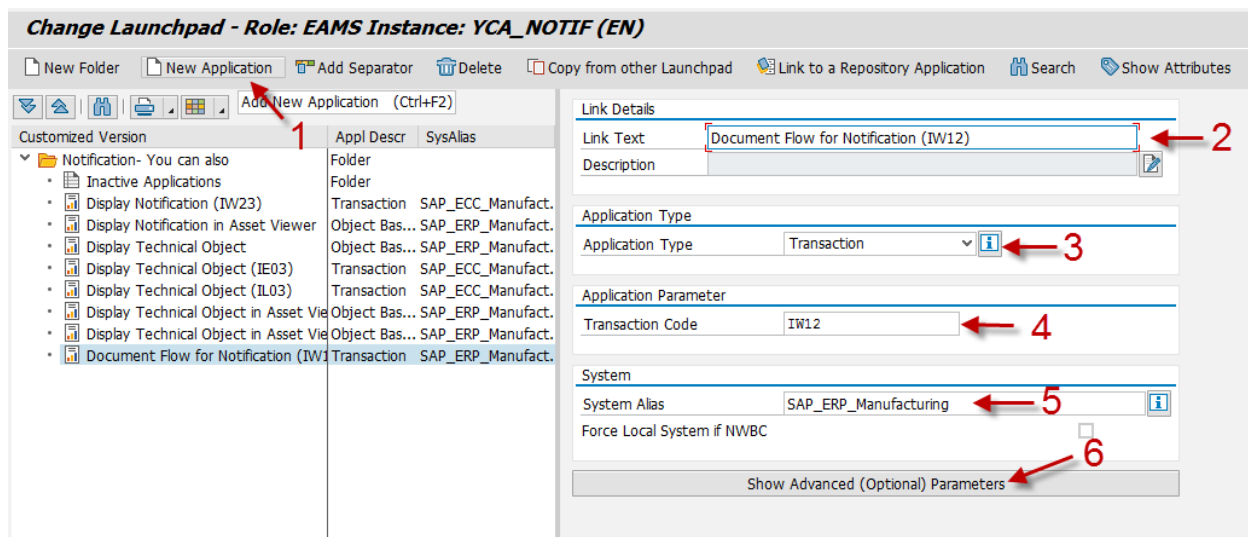 Change Launchpad - Role: EAMS Instance: YCA_NOTIF (EN)
New Folder New Application Add Separator Delete Copy from other Launchpad Link to a Repository Application Search Show Attributes
Add New Application (Ctrl+F2)
1
Customized Version Appl Descr SysAlias
Notification- You can also Folder
Inactive Applications Folder
Display Notification (IW23) Transaction SAP_ECC_Manufact.
Display Notification in Asset Viewer Object Bas... SAP_ERP_Manufact.
Display Technical Object Object Bas... SAP_ERP_Manufact.
Display Technical Object (IE03) Transaction SAP_ECC_Manufact.
Display Technical Object (IL03) Transaction SAP_ECC_Manufact.
Display Technical Object in Asset Vie Object Bas... SAP_ERP_Manufact.
Display Technical Object in Asset Vie Object Bas... SAP_ERP_Manufact.
Document Flow for Notification (IW1 Transaction SAP_ERP_Manufact.
Link Details
Link Text Document Flow for Notification (IW12) 2
Description
Application Type
Application Type Transaction 3
Application Parameter
Transaction Code IW12 4
System
System Alias SAP_ERP_Manufacturing 5
Force Local System if NWBC
6
Show Advanced (Optional) Parameters